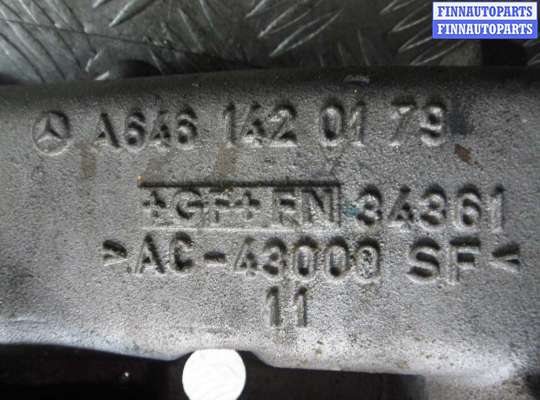 FINNAUTOPARTS
FINNAUTOPARTS
A646 142 01 79
+GF+ RN 34361
>AC-43000 SF<
11